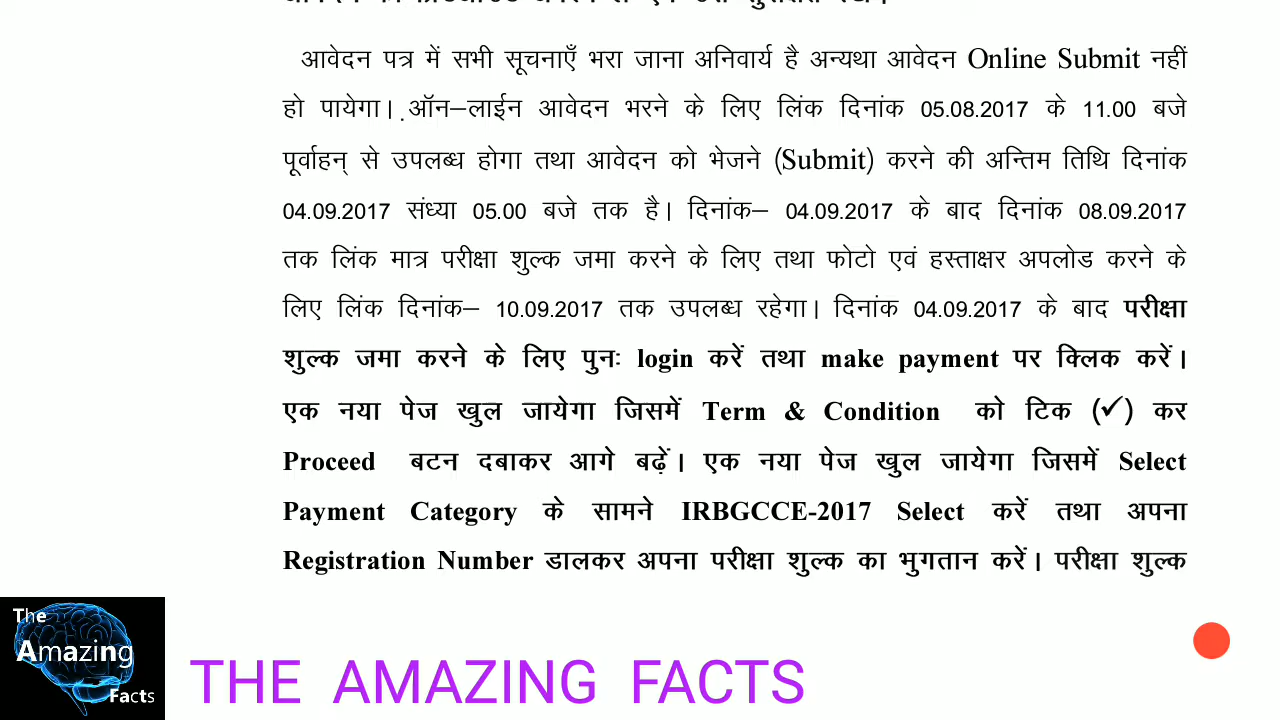 आवेदन पत्र में सभी सूचनाएँ भरा जाना अनिवार्य है अन्यथा आवेदन Online Submit नहीं
हो पायेगा। ऑन–लाईन आवेदन भरने के लिए लिंक दिनांक 05.08.2017 के 11.00 बजे
पूर्वाहन् से उपलब्ध होगा तथा आवेदन को भेजने (Submit) करने की अन्तिम तिथि दिनांक
04.09.2017 संध्या 05.00 बजे तक है। दिनांक– 04.09.2017 के बाद दिनांक 08.09.2017
तक लिंक मात्र परीक्षा शुल्क जमा करने के लिए तथा फोटो एवं हस्ताक्षर अपलोड करने के
लिए लिंक दिनांक– 10.09.2017 तक उपलब्ध रहेगा। दिनांक 04.09.2017 के बाद परीक्षा
शुल्क जमा करने के लिए पुनः login करें तथा make payment पर क्लिक करें।
एक नया पेज खुल जायेगा जिसमें Term & Condition को टिक (✓) कर
Proceed बटन दबाकर आगे बढ़ें। एक नया पेज खुल जायेगा जिसमें Select
Payment Category के सामने IRBGCCE-2017 Select करें तथा अपना
Registration Number डालकर अपना परीक्षा शुल्क का भुगतान करें। परीक्षा शुल्क
The
Amazing
Facts
THE AMAZING FACTS